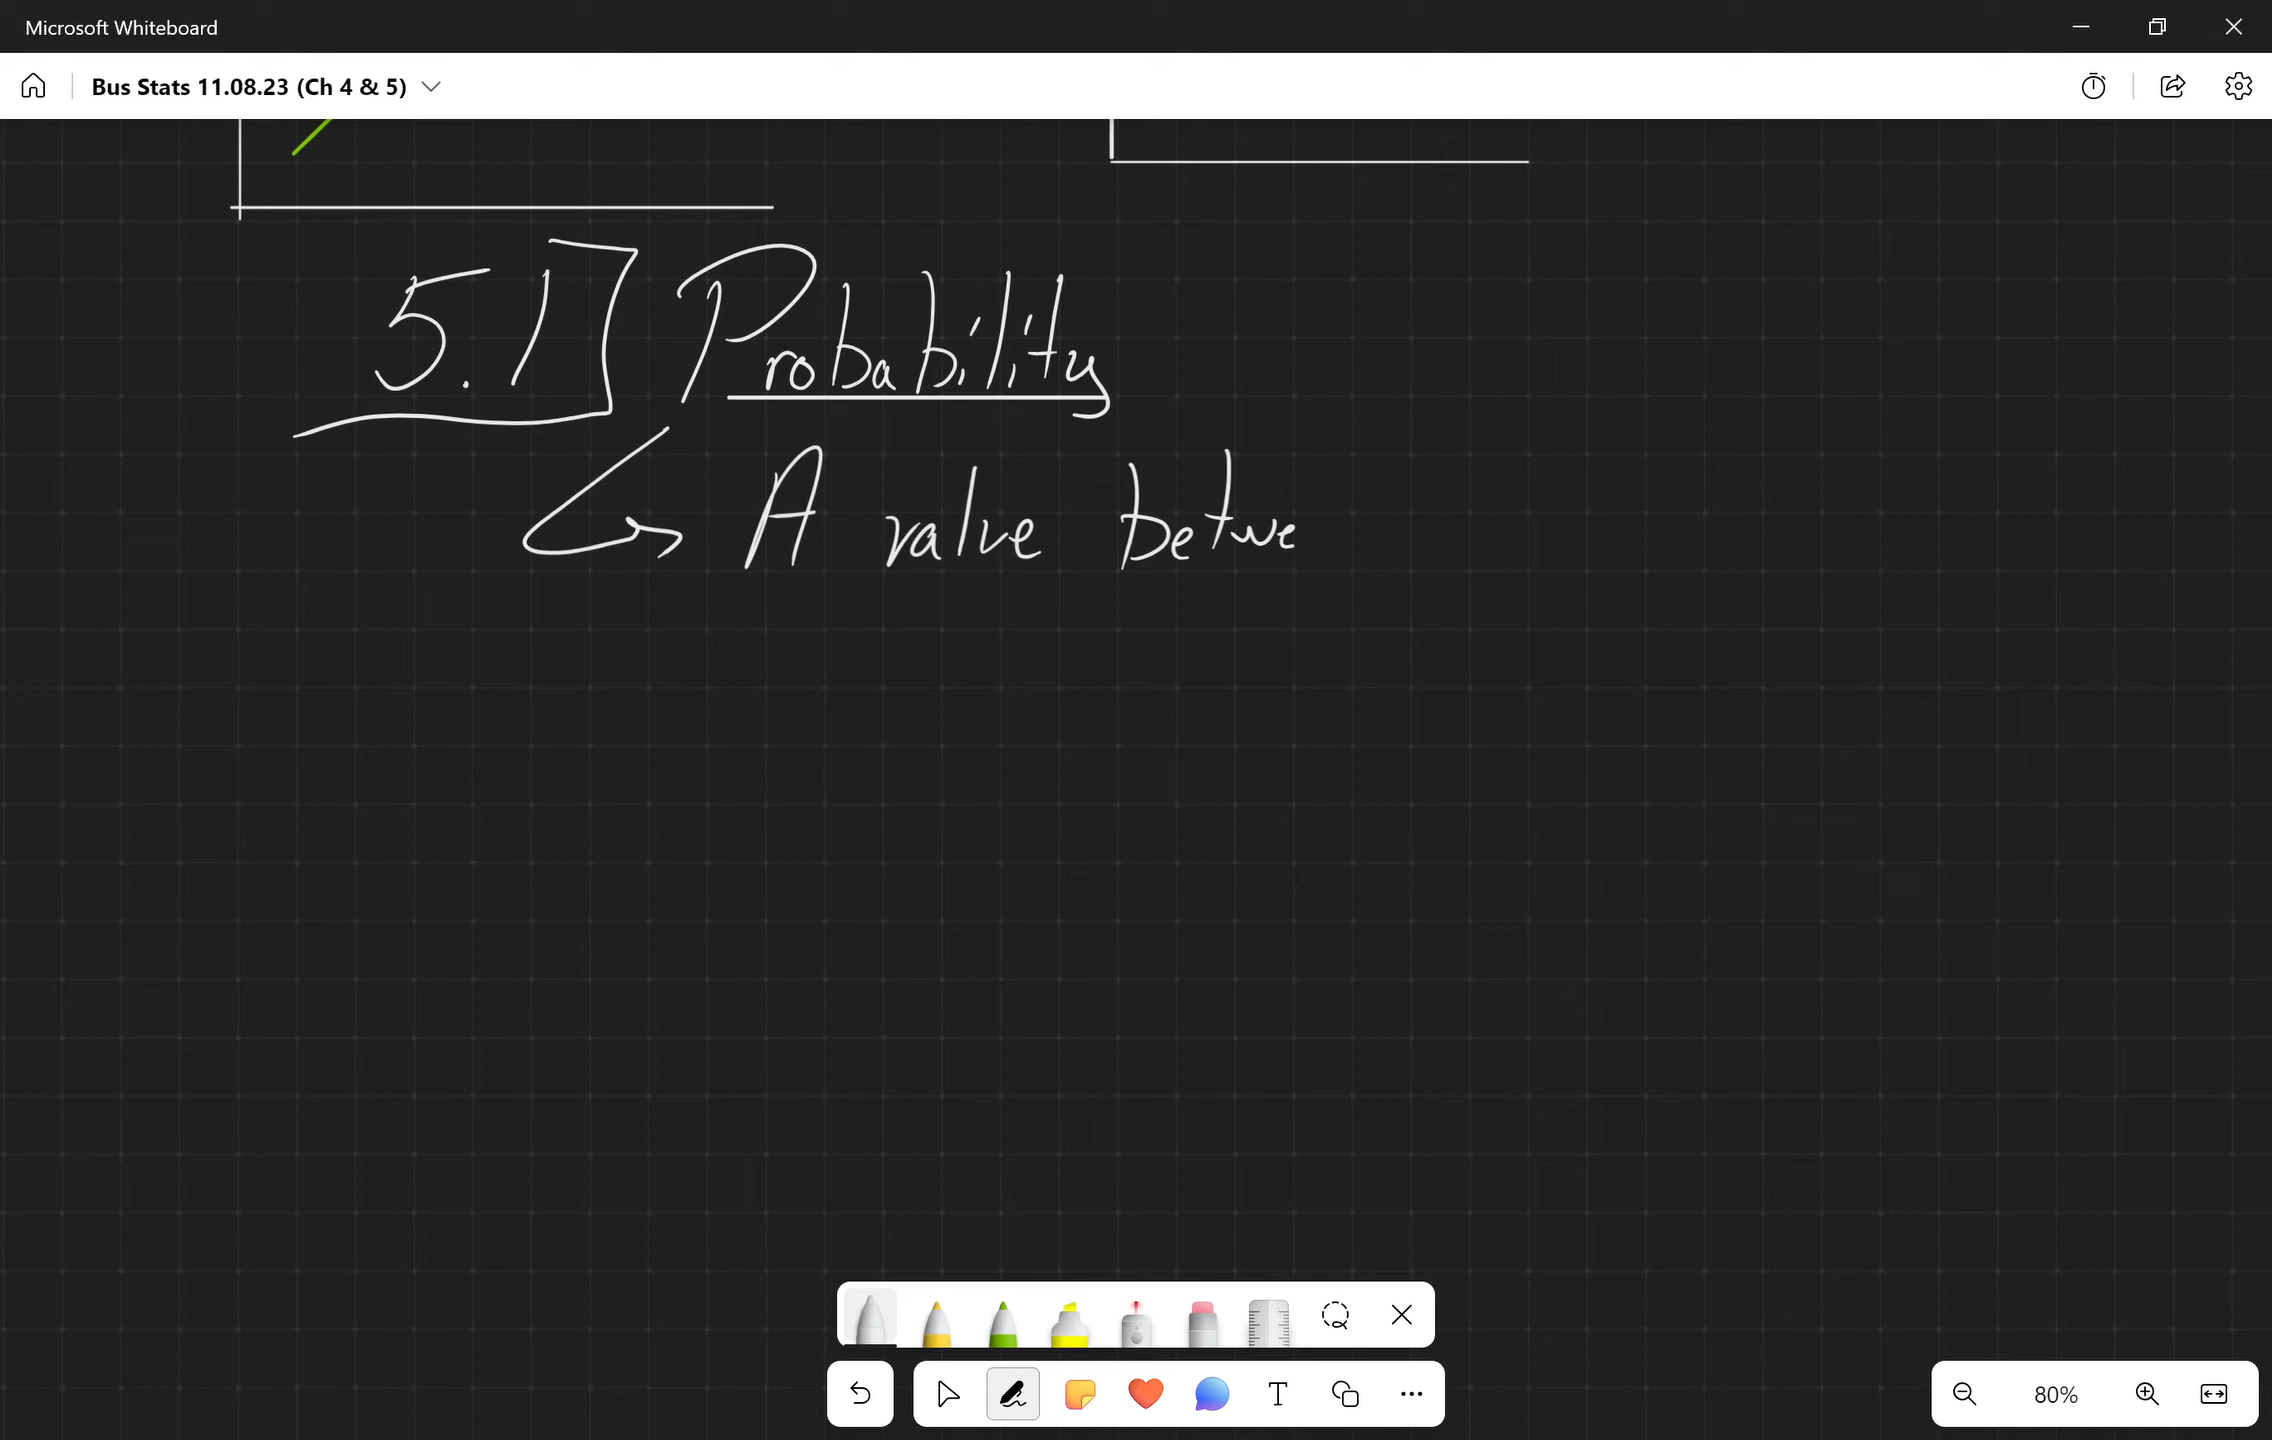 Microsoft Whiteboard
Bus Stats 11.08.23 (Ch 4 & 5)
5.1 Probability
A value betwe
T
80%